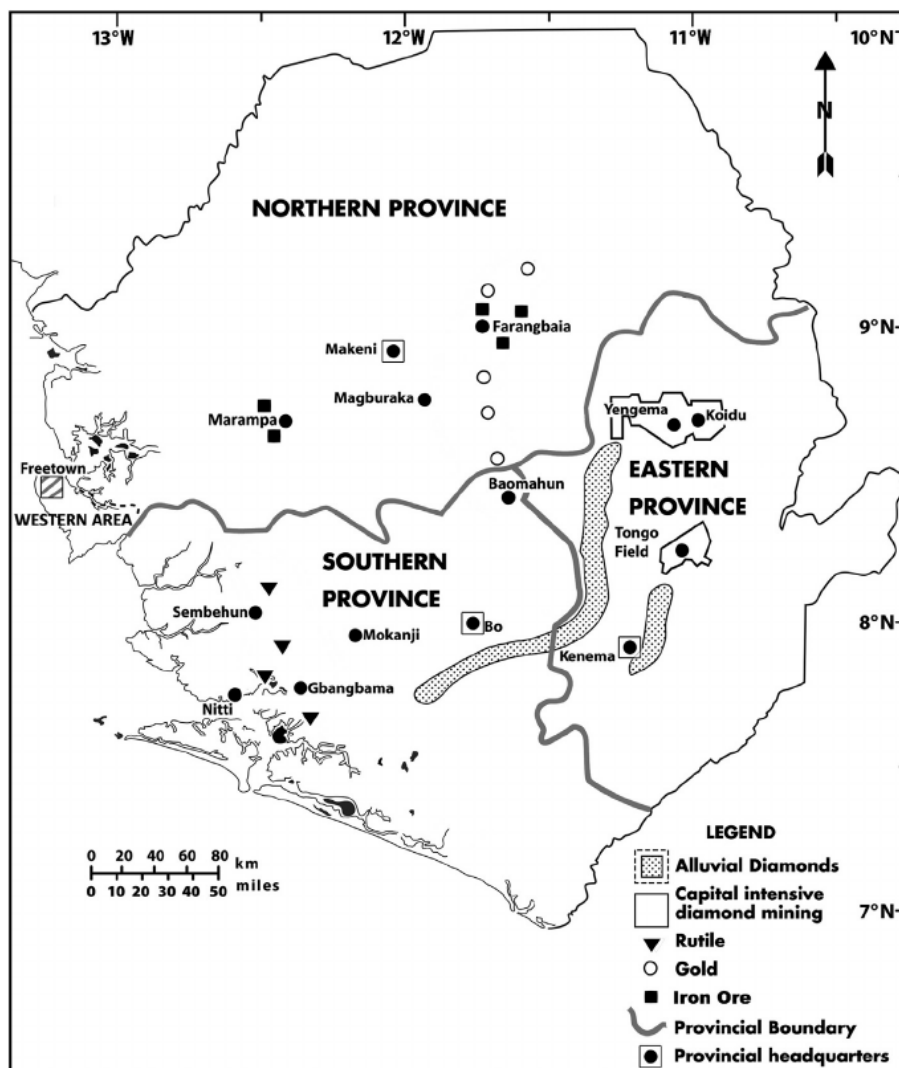 13°W 12°W 11°W 10°N
N
NORTHERN PROVINCE
Farangbaia
9°N
Makeni
Magburaka
Marampa
Yengema
Koidu
Freetown
WESTERN AREA
Baomahun
EASTERN
PROVINCE
Tongo
Field
SOUTHERN
PROVINCE
Sembehun
Mokanji
Bo
8°N
Kenema
Gbangbama
Nitti
LEGEND
0 20 40 60 80 km
0 10 20 30 40 50 miles
Alluvial Diamonds
Capital intensive
diamond mining
7°N
Rutile
Gold
Iron Ore
Provincial Boundary
Provincial headquarters